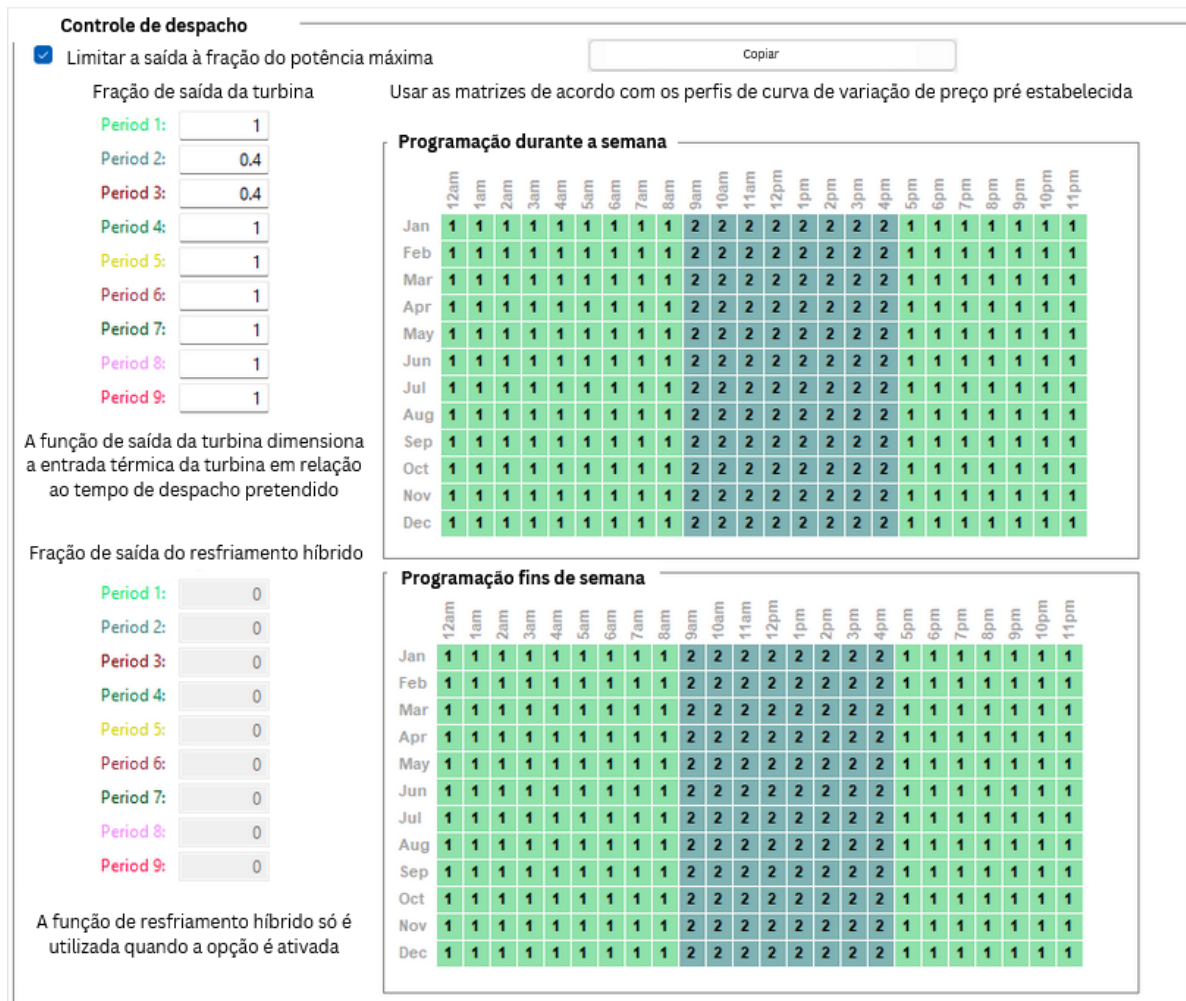 Controle de despacho
Limitar a saída à fração do potência máxima
Copiar
Fração de saída da turbina
Usar as matrizes de acordo com os perfis de curva de variação de preço pré estabelecida
Period 1: 1
Period 2: 0.4
Period 3: 0.4
Period 4: 1
Period 5: 1
Period 6: 1
Period 7: 1
Period 8: 1
Period 9: 1
A função de saída da turbina dimensiona
a entrada térmica da turbina em relação
ao tempo de despacho pretendido
Programação durante a semana
12am 1am 2am 3am 4am 5am 6am 7am 8am 9am 10am 11am 12pm 1pm 2pm 3pm 4pm 5pm 6pm 7pm 8pm 9pm 10pm 11pm
Jan 1 1 1 1 1 1 1 1 1 2 2 2 2 2 2 2 2 1 1 1 1 1 1 1
Feb 1 1 1 1 1 1 1 1 1 2 2 2 2 2 2 2 2 1 1 1 1 1 1 1
Mar 1 1 1 1 1 1 1 1 1 2 2 2 2 2 2 2 2 1 1 1 1 1 1 1
Apr 1 1 1 1 1 1 1 1 1 2 2 2 2 2 2 2 2 1 1 1 1 1 1 1
May 1 1 1 1 1 1 1 1 1 2 2 2 2 2 2 2 2 1 1 1 1 1 1 1
Jun 1 1 1 1 1 1 1 1 1 2 2 2 2 2 2 2 2 1 1 1 1 1 1 1
Jul 1 1 1 1 1 1 1 1 1 2 2 2 2 2 2 2 2 1 1 1 1 1 1 1
Aug 1 1 1 1 1 1 1 1 1 2 2 2 2 2 2 2 2 1 1 1 1 1 1 1
Sep 1 1 1 1 1 1 1 1 1 2 2 2 2 2 2 2 2 1 1 1 1 1 1 1
Oct 1 1 1 1 1 1 1 1 1 2 2 2 2 2 2 2 2 1 1 1 1 1 1 1
Nov 1 1 1 1 1 1 1 1 1 2 2 2 2 2 2 2 2 1 1 1 1 1 1 1
Dec 1 1 1 1 1 1 1 1 1 2 2 2 2 2 2 2 2 1 1 1 1 1 1 1
Fração de saída do resfriamento híbrido
Period 1: 0
Period 2: 0
Period 3: 0
Period 4: 0
Period 5: 0
Period 6: 0
Period 7: 0
Period 8: 0
Period 9: 0
A função de resfriamento híbrido só é
utilizada quando a opção é ativada
Programação fins de semana
12am 1am 2am 3am 4am 5am 6am 7am 8am 9am 10am 11am 12pm 1pm 2pm 3pm 4pm 5pm 6pm 7pm 8pm 9pm 10pm 11pm
Jan 1 1 1 1 1 1 1 1 1 2 2 2 2 2 2 2 2 1 1 1 1 1 1 1
Feb 1 1 1 1 1 1 1 1 1 2 2 2 2 2 2 2 2 1 1 1 1 1 1 1
Mar 1 1 1 1 1 1 1 1 1 2 2 2 2 2 2 2 2 1 1 1 1 1 1 1
Apr 1 1 1 1 1 1 1 1 1 2 2 2 2 2 2 2 2 1 1 1 1 1 1 1
May 1 1 1 1 1 1 1 1 1 2 2 2 2 2 2 2 2 1 1 1 1 1 1 1
Jun 1 1 1 1 1 1 1 1 1 2 2 2 2 2 2 2 2 1 1 1 1 1 1 1
Jul 1 1 1 1 1 1 1 1 1 2 2 2 2 2 2 2 2 1 1 1 1 1 1 1
Aug 1 1 1 1 1 1 1 1 1 2 2 2 2 2 2 2 2 1 1 1 1 1 1 1
Sep 1 1 1 1 1 1 1 1 1 2 2 2 2 2 2 2 2 1 1 1 1 1 1 1
Oct 1 1 1 1 1 1 1 1 1 2 2 2 2 2 2 2 2 1 1 1 1 1 1 1
Nov 1 1 1 1 1 1 1 1 1 2 2 2 2 2 2 2 2 1 1 1 1 1 1 1
Dec 1 1 1 1 1 1 1 1 1 2 2 2 2 2 2 2 2 1 1 1 1 1 1 1